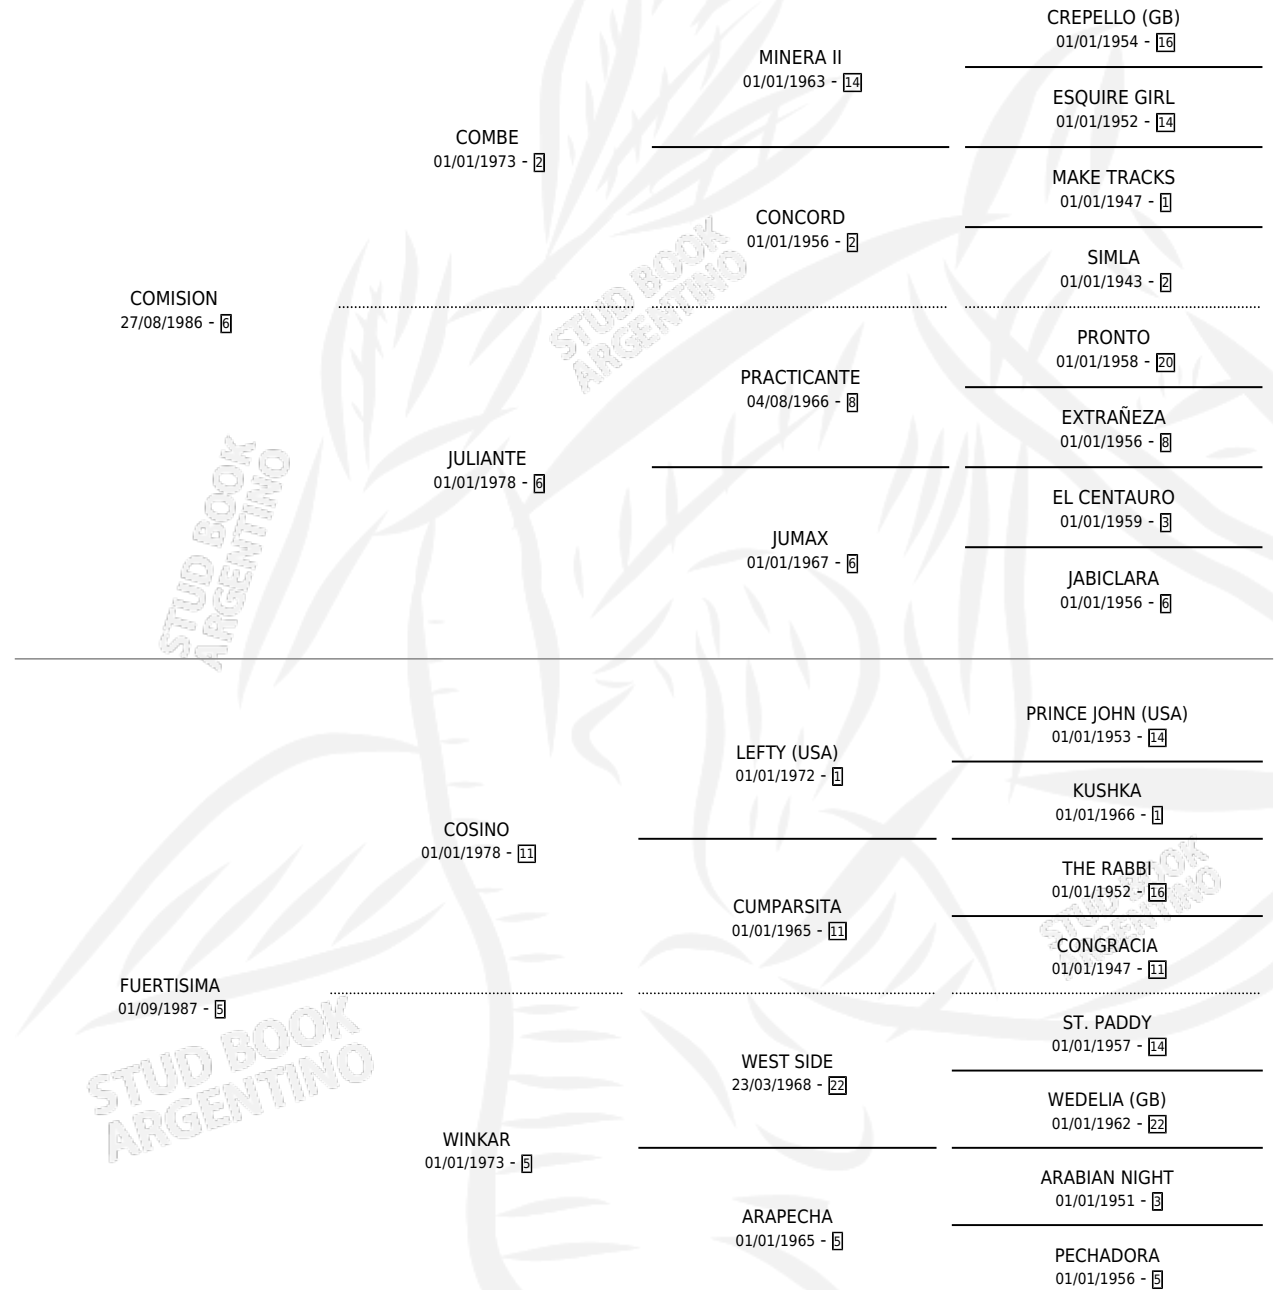 CREPELLO (GB)
01/01/1954 - 16
MINERA II
01/01/1963 - 14
ESQUIRE GIRL
01/01/1952 - 14
COMBE
01/01/1973 - 2
MAKE TRACKS
01/01/1947 - 1
CONCORD
01/01/1956 - 2
SIMLA
01/01/1943 - 2
COMISION
27/08/1986 - 6
PRONTO
01/01/1958 - 20
PRACTICANTE
04/08/1966 - 8
EXTRAÑEZA
01/01/1956 - 8
JULIANTE
01/01/1978 - 6
EL CENTAURO
01/01/1959 - 3
JUMAX
01/01/1967 - 6
JABICLARA
01/01/1956 - 6
STUD BOOK
ARGENTINO
STUD BOOK
ARGENTINO
PRINCE JOHN (USA)
01/01/1953 - 14
LEFTY (USA)
01/01/1972 - 1
KUSHKA
01/01/1966 - 1
COSINO
01/01/1978 - 11
THE RABBI
01/01/1952 - 16
CUMPARSITA
01/01/1965 - 11
CONGRACIA
01/01/1947 - 11
FUERTISIMA
01/09/1987 - 5
ST. PADDY
01/01/1957 - 14
WEST SIDE
23/03/1968 - 22
WEDELIA (GB)
01/01/1962 - 22
WINKAR
01/01/1973 - 5
ARABIAN NIGHT
01/01/1951 - 3
ARAPECHA
01/01/1965 - 5
PECHADORA
01/01/1956 - 5
STUD BOOK
ARGENTINO
STUD BOOK
ARGENTINO